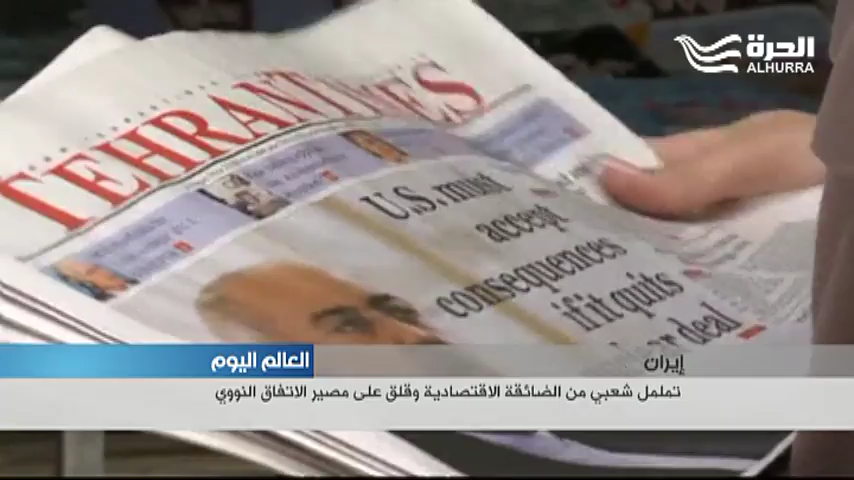 الحرة
ALHURRA
TEHRAN TIMES
U.S. must
accept
consequences
if it quits
deal
إيران
العالم اليوم
تململ شعبي من الضائقة الاقتصادية وقلق على مصير الاتفاق النووي